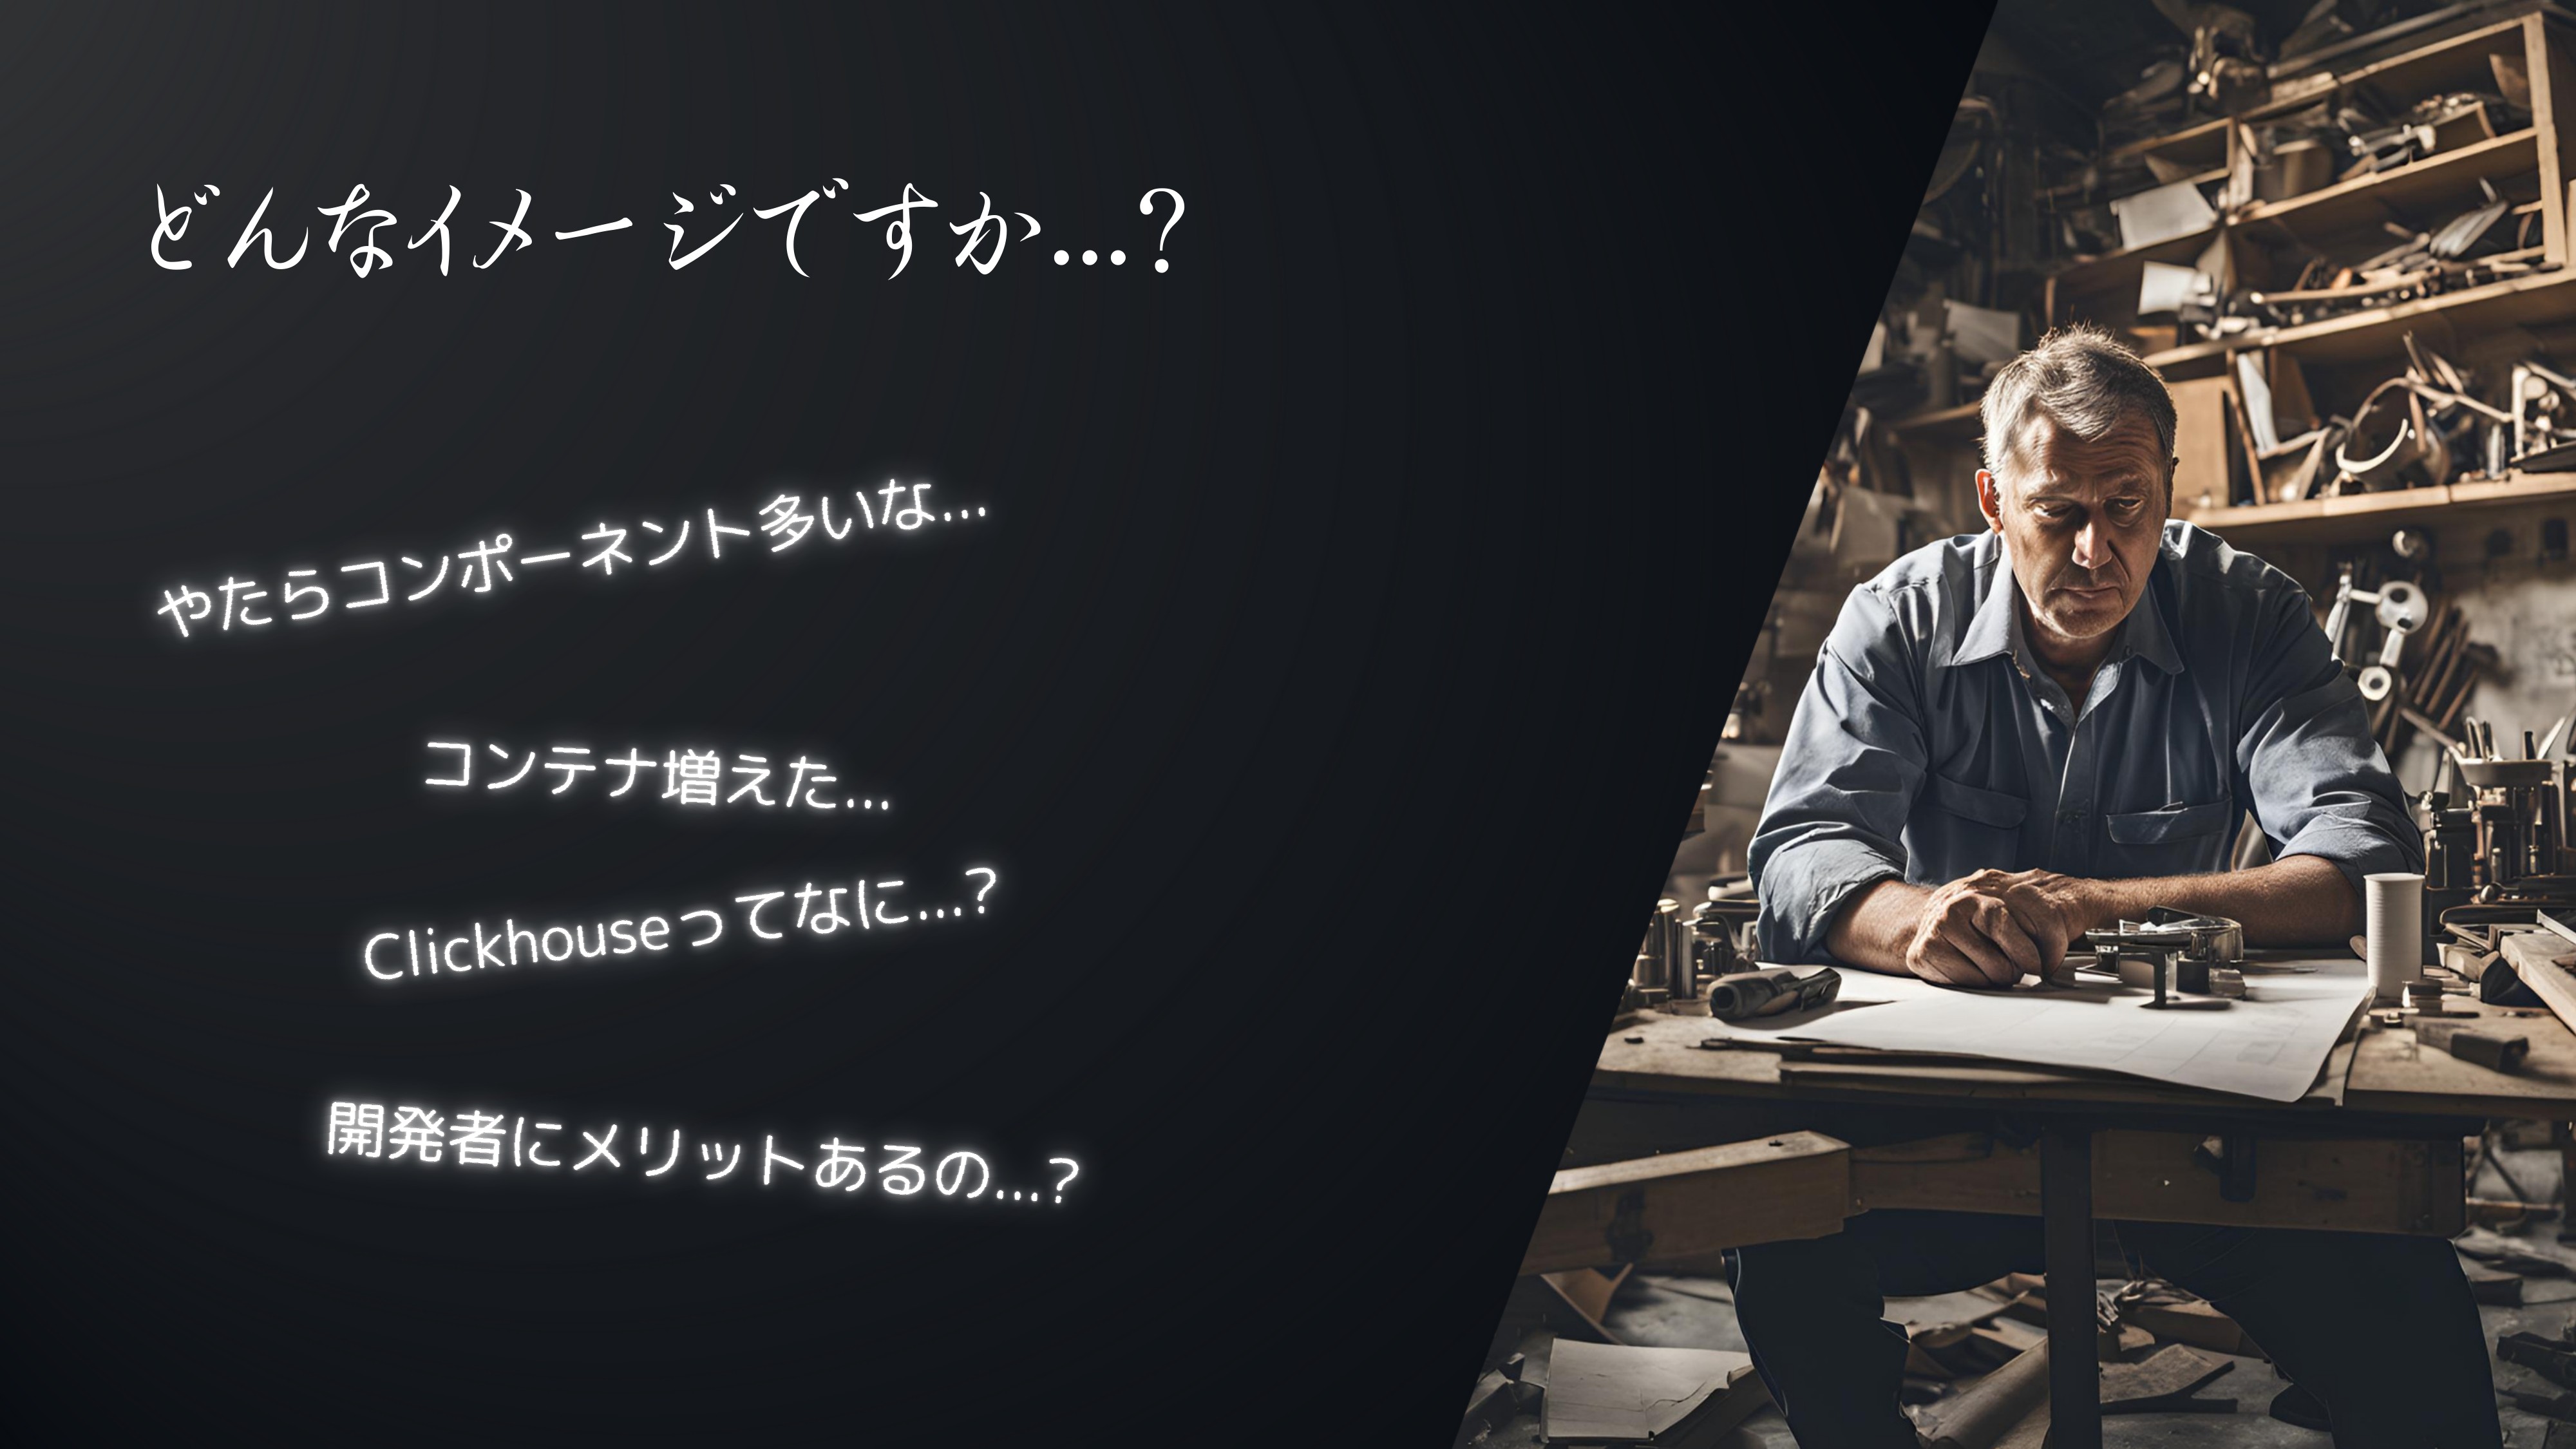 どんなイメージですか...?
やたらコンポーネント多いな...
コンテナ増えた...
Clickhouseってなに...?
開発者にメリットあるの...?